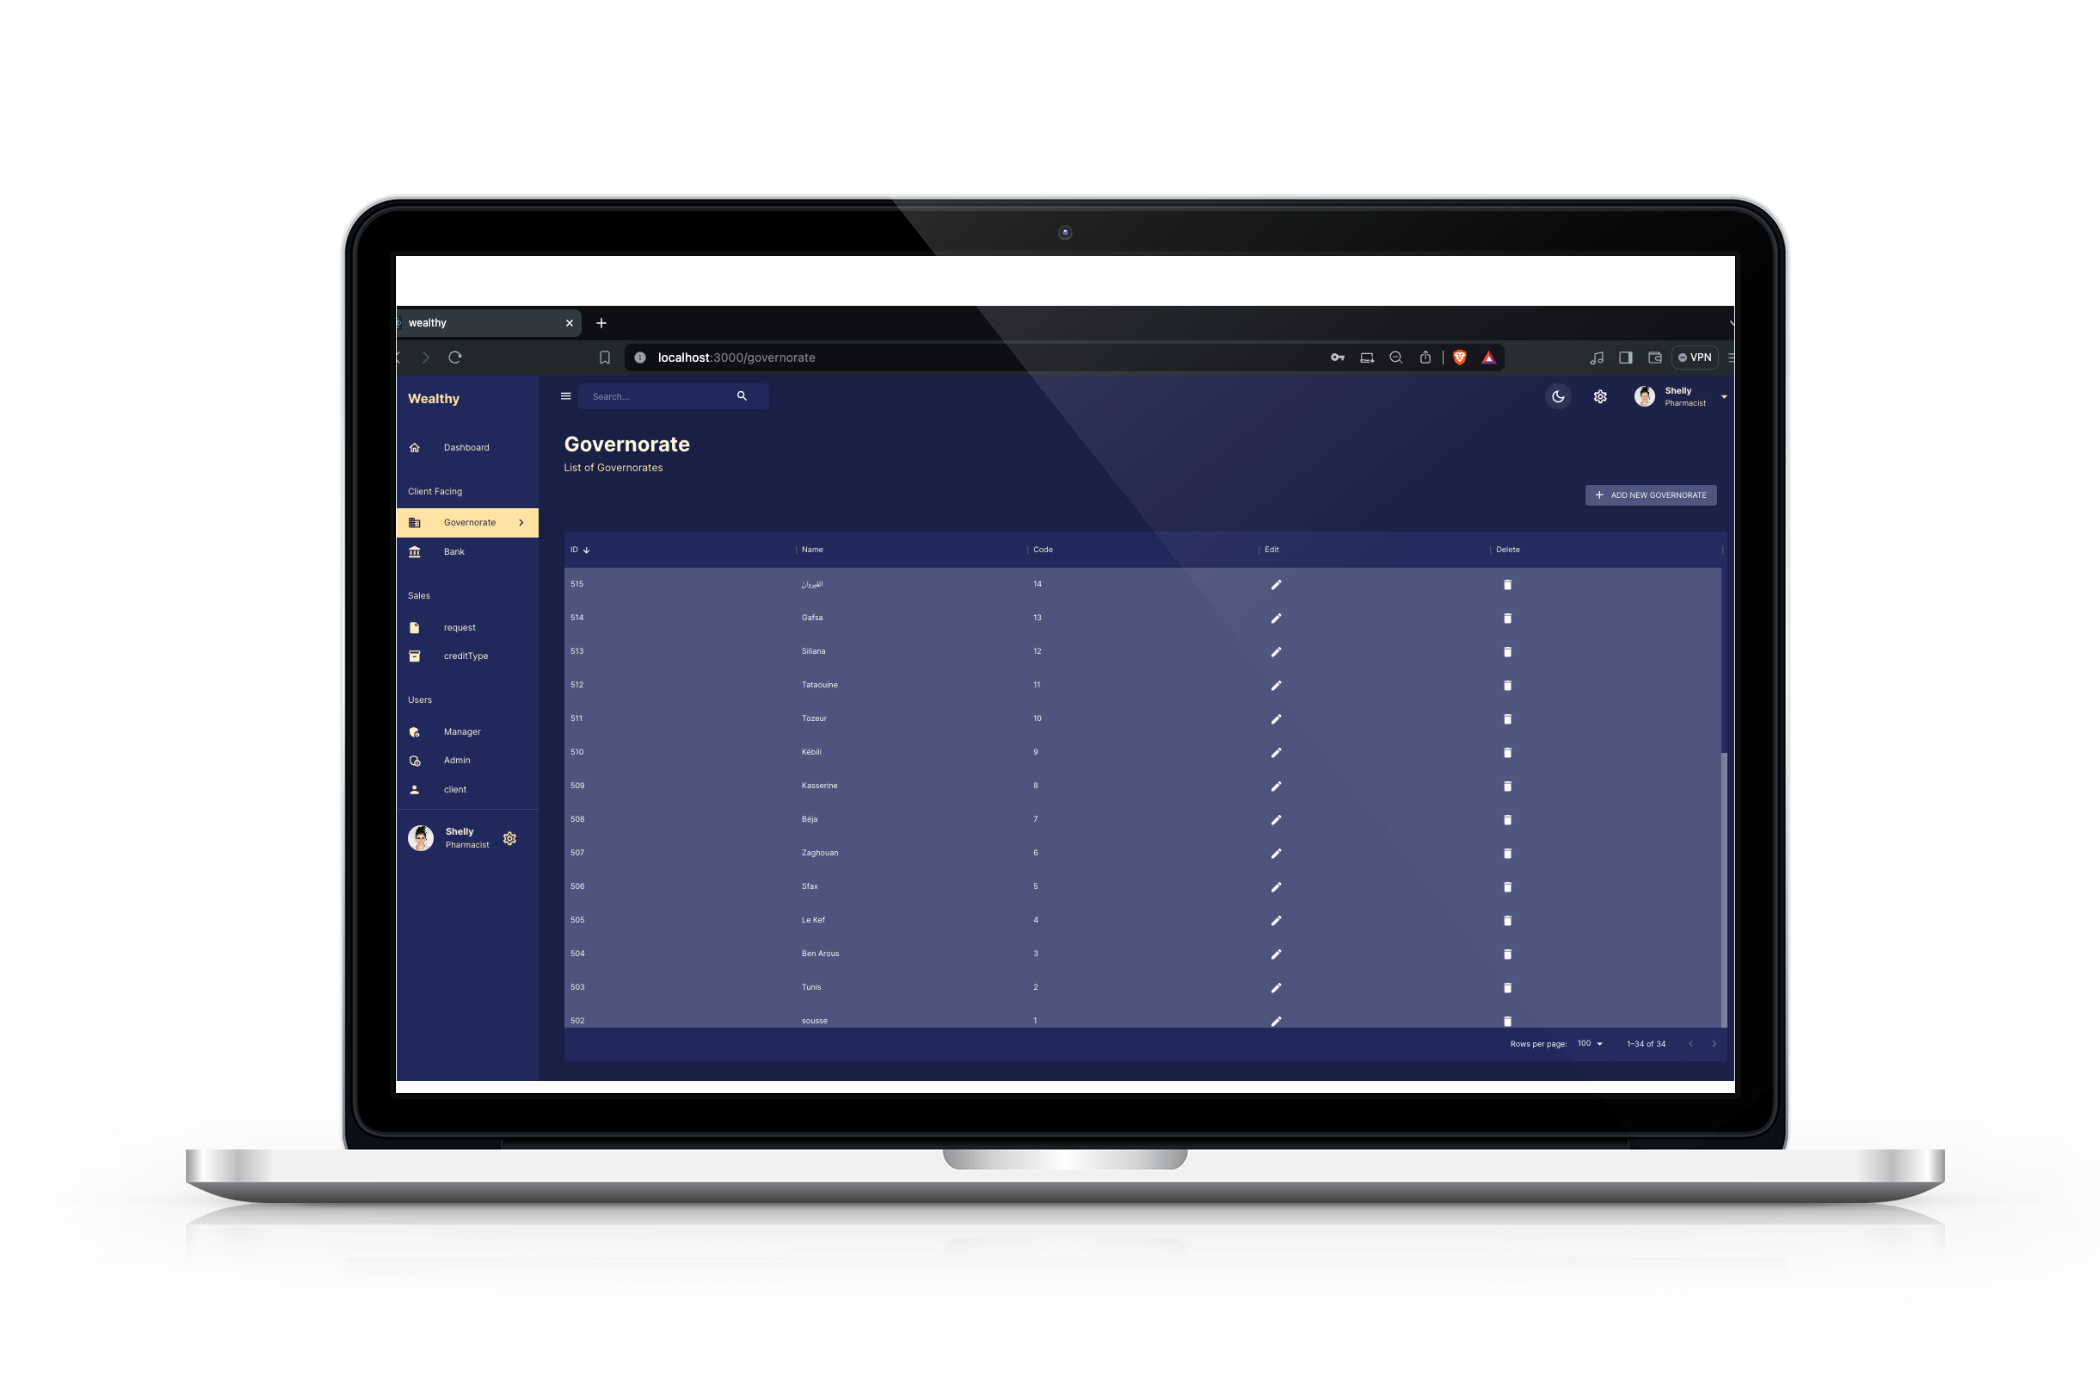 wealthy
localhost:3000/governorate
VPN
Wealthy
Search...
Shelly
Pharmacist
Dashboard
Client Facing
Governorate
Bank
Sales
request
creditType
Users
Manager
Admin
client
Shelly
Pharmacist
Governorate
List of Governorates
ADD NEW GOVERNORATE
ID Name Code Edit Delete
515 القيروان 14
514 Gafsa 13
513 Siliana 12
512 Tataouine 11
511 Tozeur 10
510 Kébili 9
509 Kasserine 8
508 Béja 7
507 Zaghouan 6
506 Sfax 5
505 Le Kef 4
504 Ben Arous 3
503 Tunis 2
502 sousse 1
Rows per page: 100 1–34 of 34